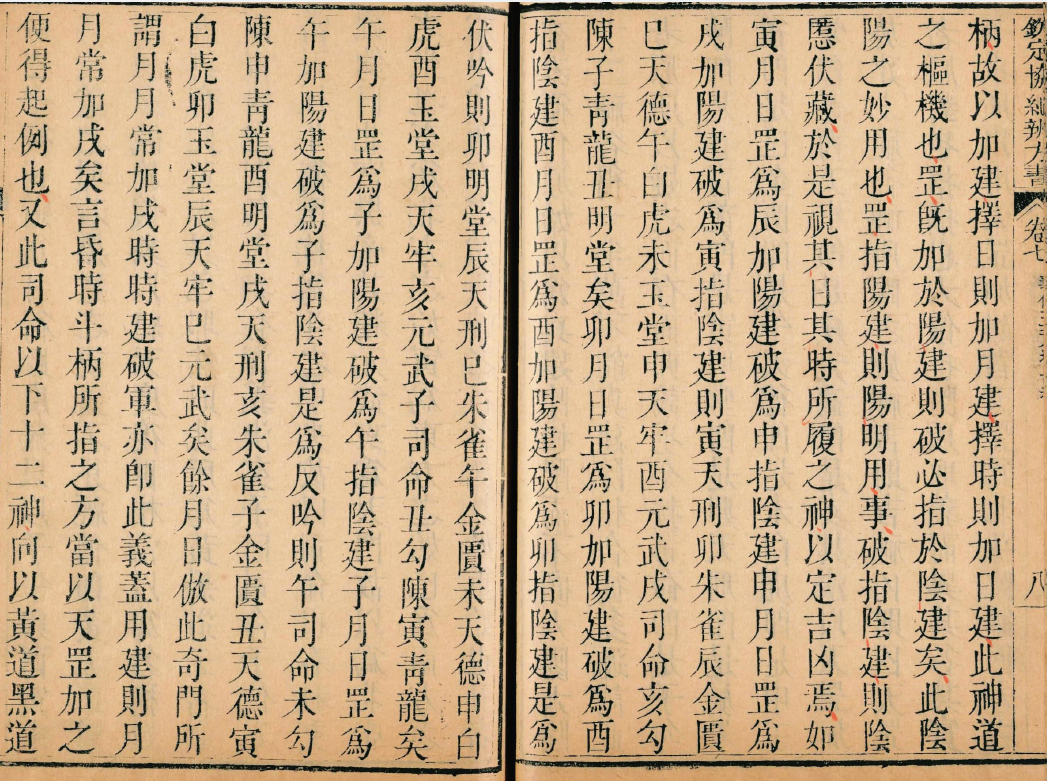 欽定協紀辨方書 卷七 八
柄故以加建擇日則加月建擇時則加日建此神道
之樞機也罡既加於陽建則破必指於陰建矣此陰
陽之妙用也罡指陽建則陽明用事破指陰建則陰
慝伏藏於是視其日其時所履之神以定吉凶焉如
寅月日罡爲辰加陽建破爲申指陰建申月日罡爲
戌加陽建破爲寅指陰建則寅天刑卯朱雀辰金匱
巳天德午白虎未玉堂申天牢酉元武戌司命亥勾
陳子靑龍丑明堂矣卯月日罡爲卯加陽建破爲酉
指陰建酉月日罡爲酉加陽建破爲卯指陰建是爲
伏吟則卯明堂辰天刑巳朱雀午金匱未天德申白
虎酉玉堂戌天牢亥元武子司命丑勾陳寅靑龍矣
午月日罡爲子加陽建破爲午指陰建子月日罡爲
午加陽建破爲子指陰建是爲反吟則午司命未勾
陳申靑龍酉明堂戌天刑亥朱雀子金匱丑天德寅
白虎卯玉堂辰天牢巳元武矣餘月日倣此奇門所
謂月月常加戌時時建破軍亦卽此義蓋用建則月
月常加戌矣言昏時斗柄所指之方當以天罡加之
便得起例也又此司命以下十二神向以黃道黑道